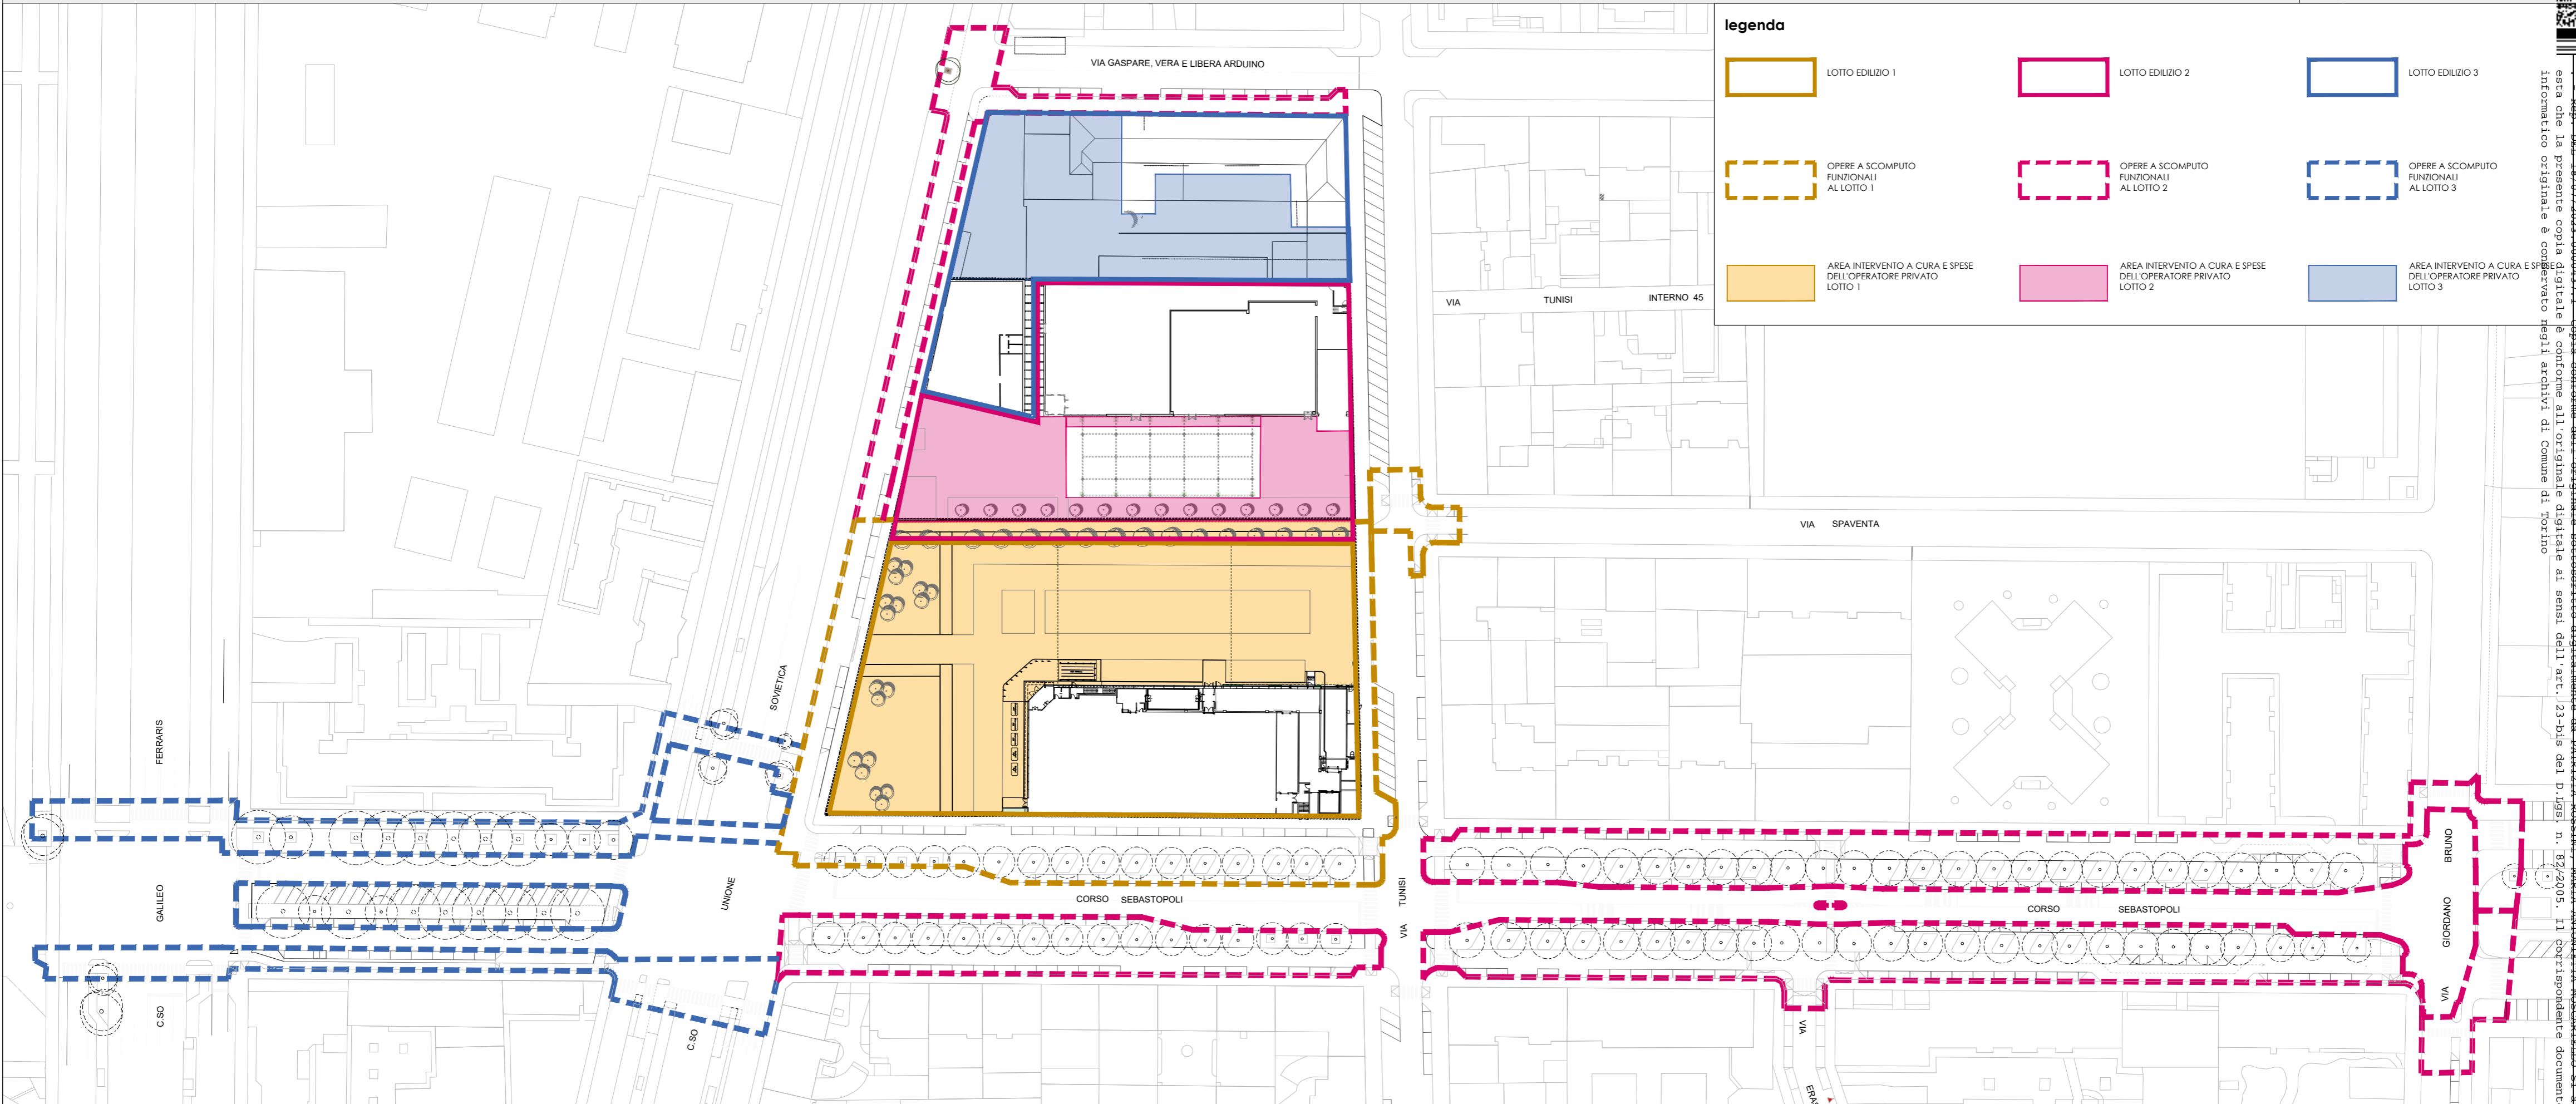 legenda
LOTTO EDILIZIO 1
LOTTO EDILIZIO 2
LOTTO EDILIZIO 3
OPERE A SCOMPUTO
FUNZIONALI
AL LOTTO 1
OPERE A SCOMPUTO
FUNZIONALI
AL LOTTO 2
OPERE A SCOMPUTO
FUNZIONALI
AL LOTTO 3
AREA INTERVENTO A CURA E SPESE
DELL'OPERATORE PRIVATO
LOTTO 1
AREA INTERVENTO A CURA E SPESE
DELL'OPERATORE PRIVATO
LOTTO 2
AREA INTERVENTO A CURA E SPESE
DELL'OPERATORE PRIVATO
LOTTO 3
VIA GASPARE, VERA E LIBERA ARDUINO
VIA TUNISI INTERNO 45
VIA SPAVENTA
SOVIETICA
UNIONE
C.SO
FERRARIS
GALILEO
C.SO
CORSO SEBASTOPOLI
TUNISI
VIA
CORSO SEBASTOPOLI
BRUNO
GIORDANO
VIA
VIA
esta che la presente copia digitale è conforme all'originale digitale ai sensi dell'art. 23-bis del D.Lgs. n. 82/2005. Il corrispondente
informatico originale è conservato negli archivi di Comune di Torino